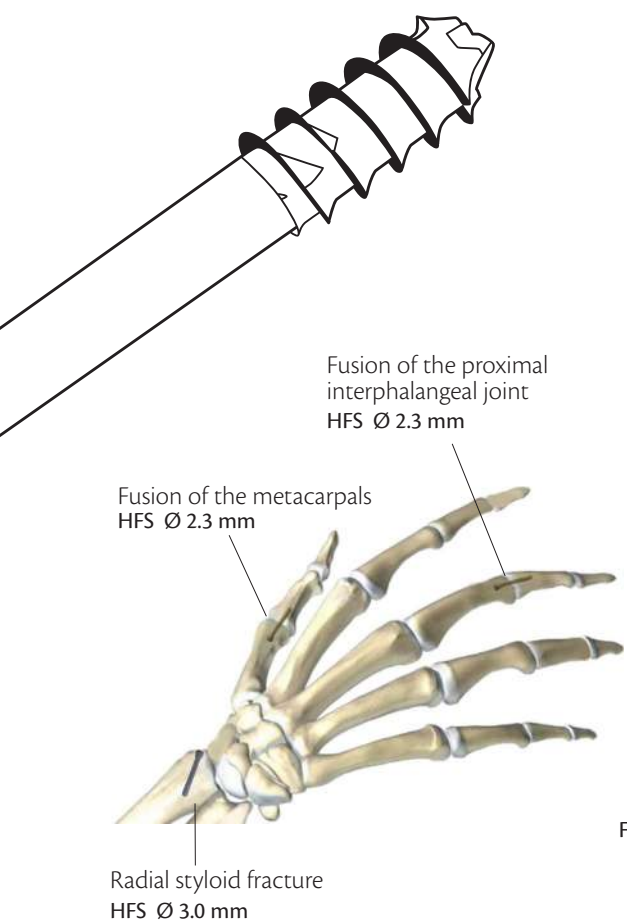 Fusion of the proximal
interphalangeal joint
HFS Ø 2.3 mm
Fusion of the metacarpals
HFS Ø 2.3 mm
F
Radial styloid fracture
HFS Ø 3.0 mm